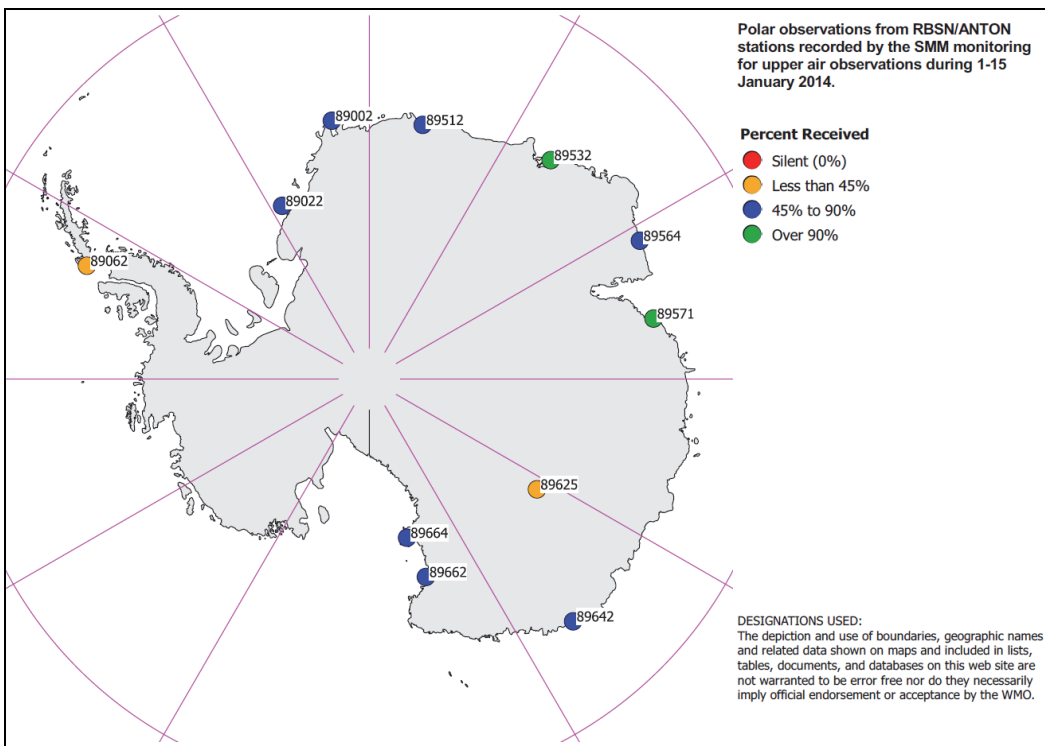 Polar observations from RBSN/ANTON
stations recorded by the SMM monitoring
for upper air observations during 1-15
January 2014.
Percent Received
Silent (0%)
Less than 45%
45% to 90%
Over 90%
89002
89512
89532
89022
89564
89062
89571
89625
89664
89662
89642
DESIGNATIONS USED:
The depiction and use of boundaries, geographic names
and related data shown on maps and included in lists,
tables, documents, and databases on this web site are
not warranted to be error free nor do they necessarily
imply official endorsement or acceptance by the WMO.